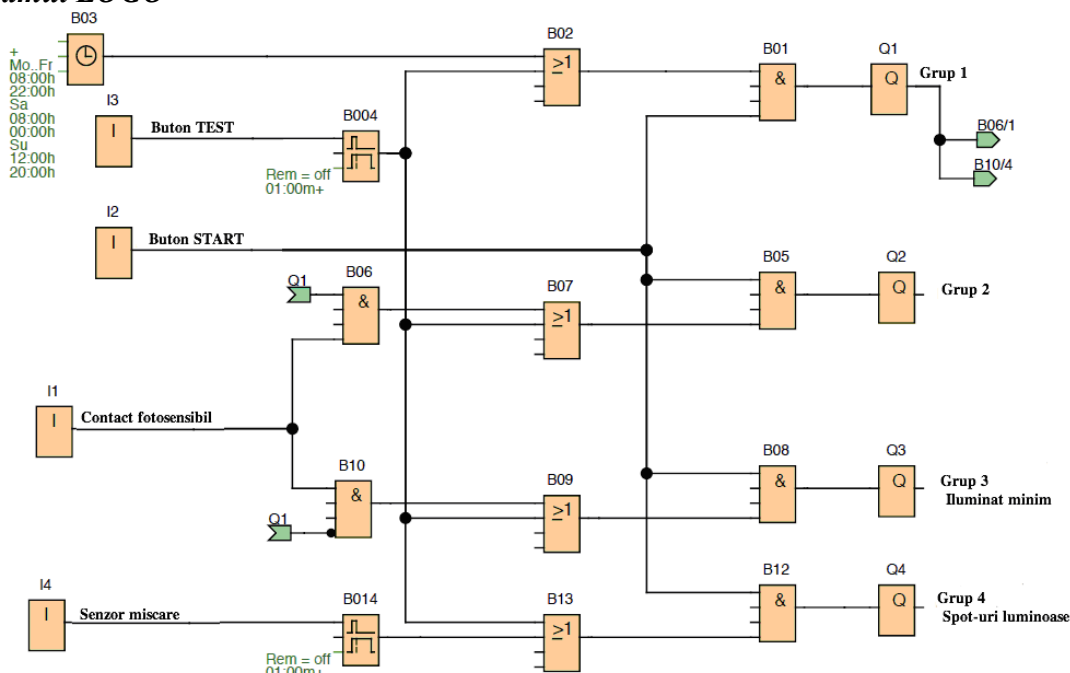 LOGO
B03
+
Mo..Fr
08:00h
22:00h
Sa
08:00h
00:00h
Su
12:00h
20:00h
I3
I
Buton TEST
B004
Rem = off
01:00m+
B02
≥1
B01
&
Q1
Q
Grup 1
B06/1
B10/4
I2
I
Buton START
Q1
B06
&
B07
≥1
B05
&
Q2
Q
Grup 2
I1
I
Contact fotosensibil
B10
&
Q1
B09
≥1
B08
&
Q3
Q
Grup 3
Iluminat minim
I4
I
Senzor miscare
B014
Rem = off
01:00m+
B13
≥1
B12
&
Q4
Q
Grup 4
Spot-uri luminoase